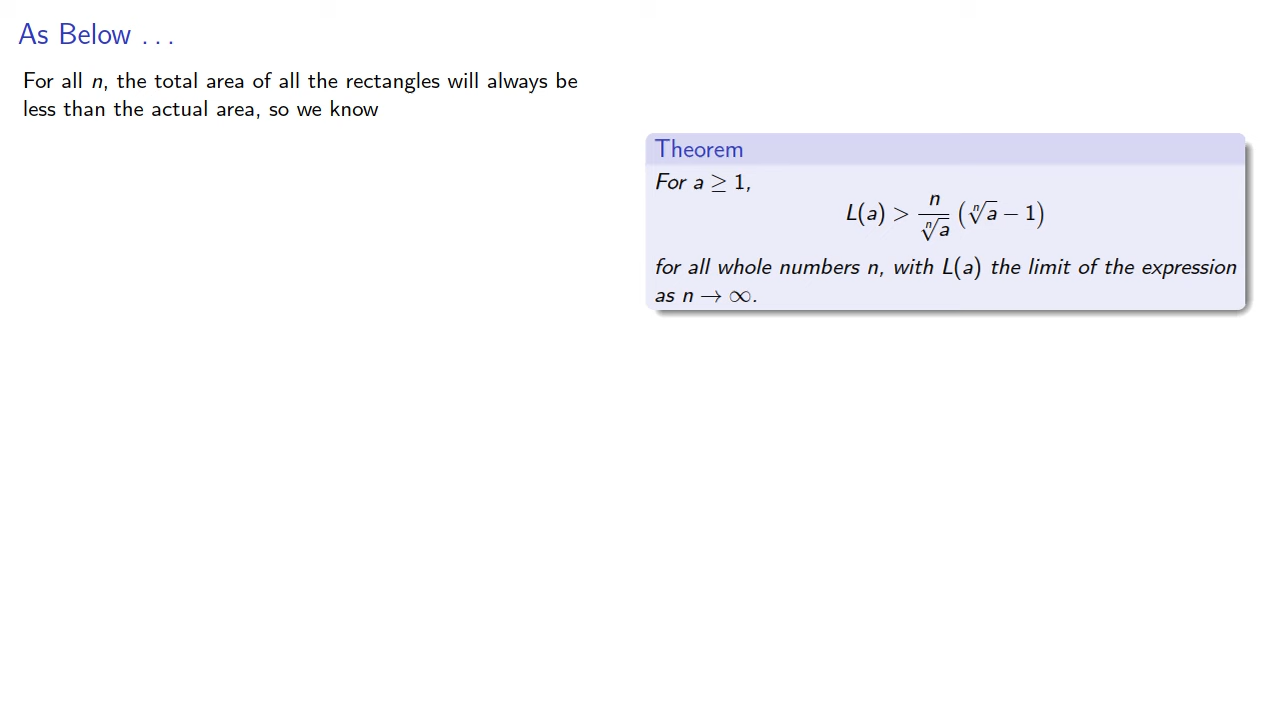 As Below . . .
For all n, the total area of all the rectangles will always be
less than the actual area, so we know
Theorem
For a ≥ 1,
L(a) > n/ⁿ√a (ⁿ√a − 1)
for all whole numbers n, with L(a) the limit of the expression
as n → ∞.